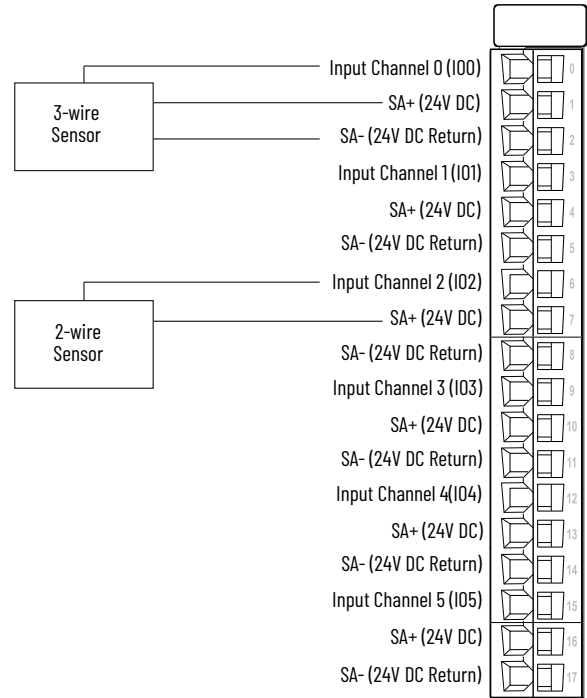 Input Channel 0 (I00) 0
3-wire
Sensor
SA+ (24V DC) 1
SA- (24V DC Return) 2
Input Channel 1 (I01) 3
SA+ (24V DC) 4
SA- (24V DC Return) 5
Input Channel 2 (I02) 6
2-wire
Sensor
SA+ (24V DC) 7
SA- (24V DC Return) 8
Input Channel 3 (I03) 9
SA+ (24V DC) 10
SA- (24V DC Return) 11
Input Channel 4(I04) 12
SA+ (24V DC) 13
SA- (24V DC Return) 14
Input Channel 5 (I05) 15
SA+ (24V DC) 16
SA- (24V DC Return) 17